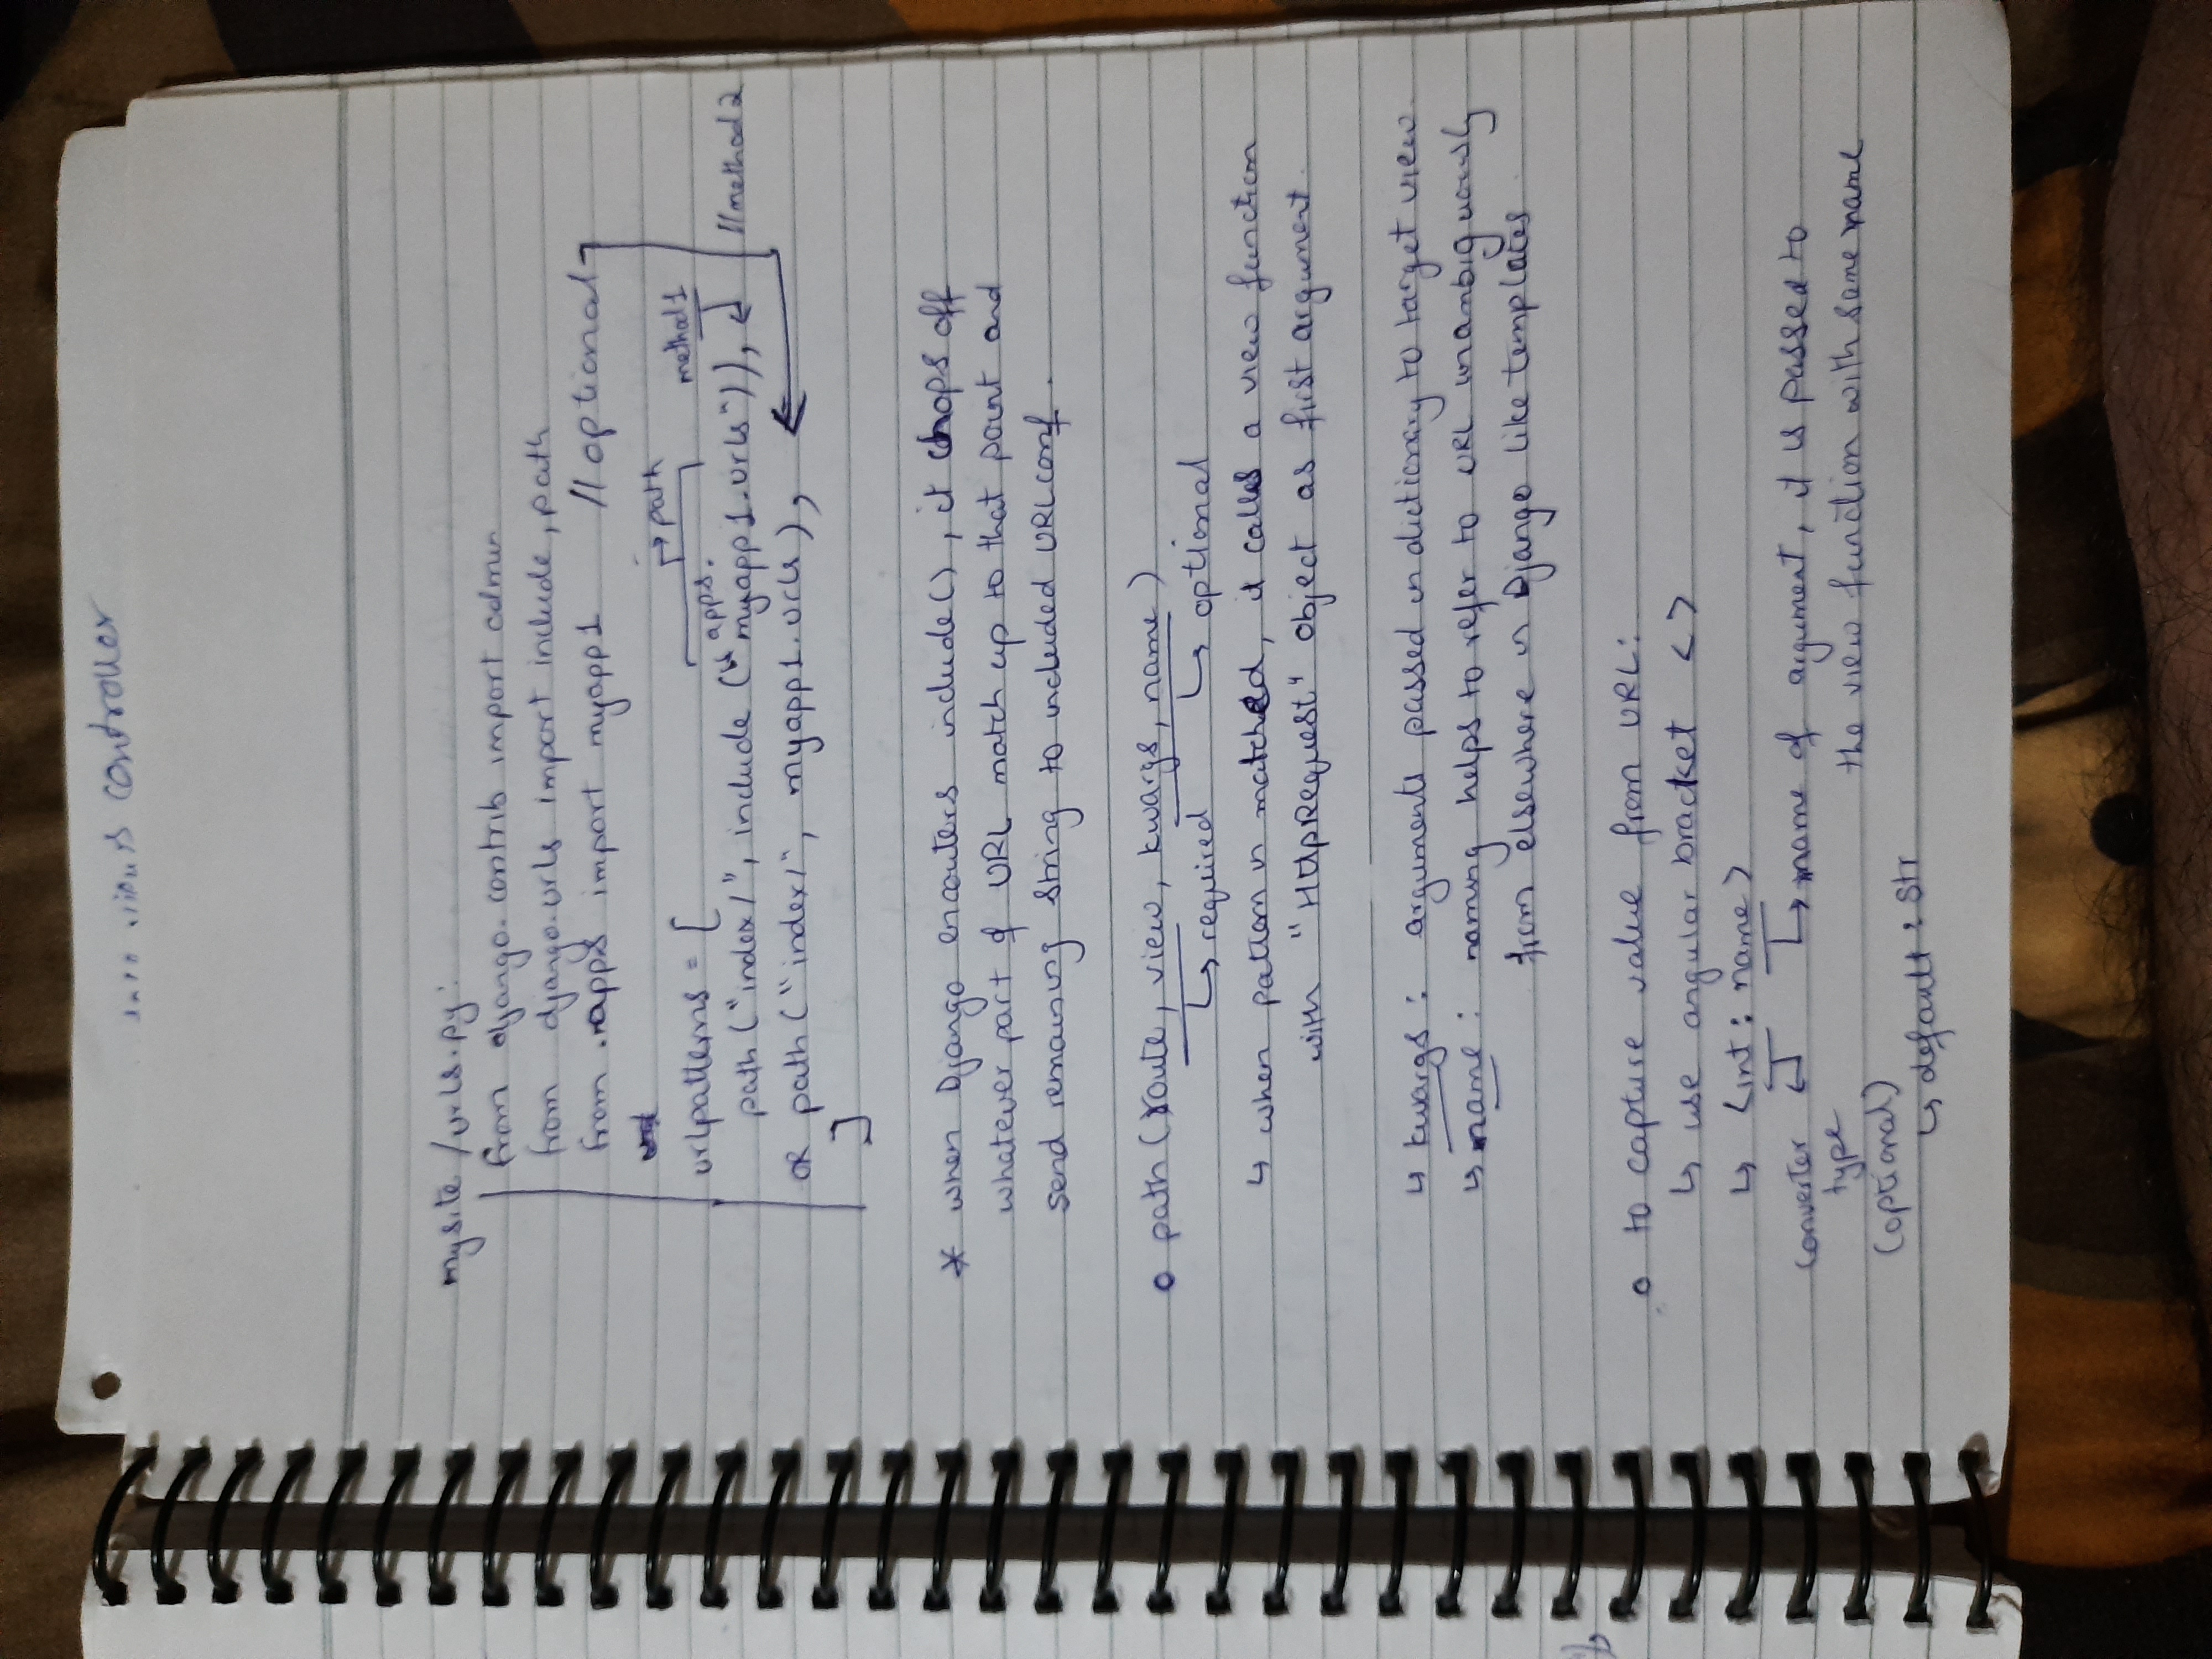 controller
mysite/urls.py:
from django.contrib import admin
from django.urls import include, path
from .apps import myapp1 // optional
path
urlpatterns = [ method 1
apps.
path ("index/", include ("myapp1.urls")), // method 2
OR path ("index/", myapp1.urls),
]
* when Django encouters include(), it chops off
whatever part of URL match up to that point and
send remaining string to included URLconf.
o path (route, view, kwargs, name)
↳ required ↳ optional
↳ when pattern is matched, it calls a view function
with "HttpRequest" object as first argument.
↳ kwargs : arguments passed in dictionary to target view.
↳ name : naming helps to refer to URL unambiguously
from elsewhere in Django like templates
o to capture value from URL:
↳ use angular bracket < >
↳ <int : name>
converter ↳ name of argument, it is passed to
type
the view function with same name
(optional)
↳ default : str